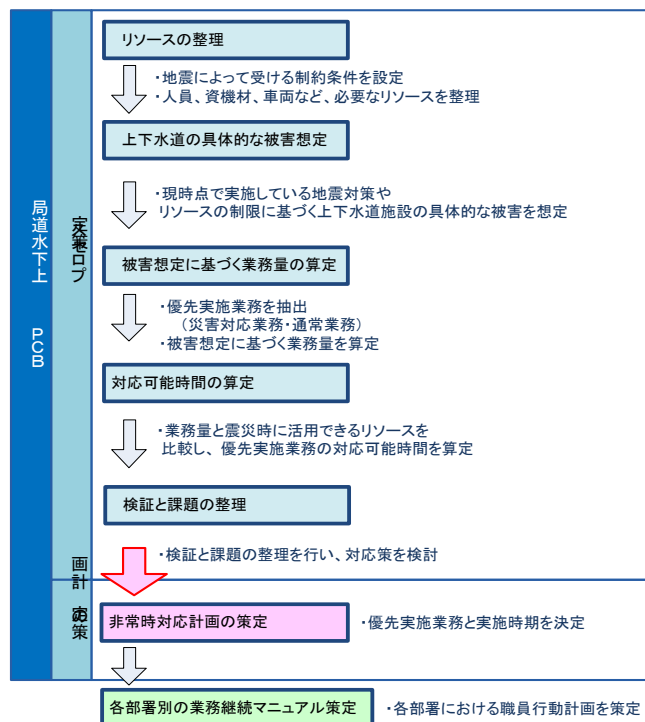 リソースの整理
・地震によって受ける制約条件を設定
・人員、資機材、車両など、必要なリソースを整理
上下水道の具体的な被害想定
・現時点で実施している地震対策や
リソースの制限に基づく上下水道施設の具体的な被害を想定
被害想定に基づく業務量の算定
・優先実施業務を抽出
（災害対応業務・通常業務）
・被害想定に基づく業務量を算定
対応可能時間の算定
・業務量と震災時に活用できるリソースを
比較し、優先実施業務の対応可能時間を算定
検証と課題の整理
・検証と課題の整理を行い、対応策を検討
非常時対応計画の策定
・優先実施業務と実施時期を決定
各部署別の業務継続マニュアル策定
・各部署における職員行動計画を策定
局道水下上
PCB
プロセ
策
画計
の策